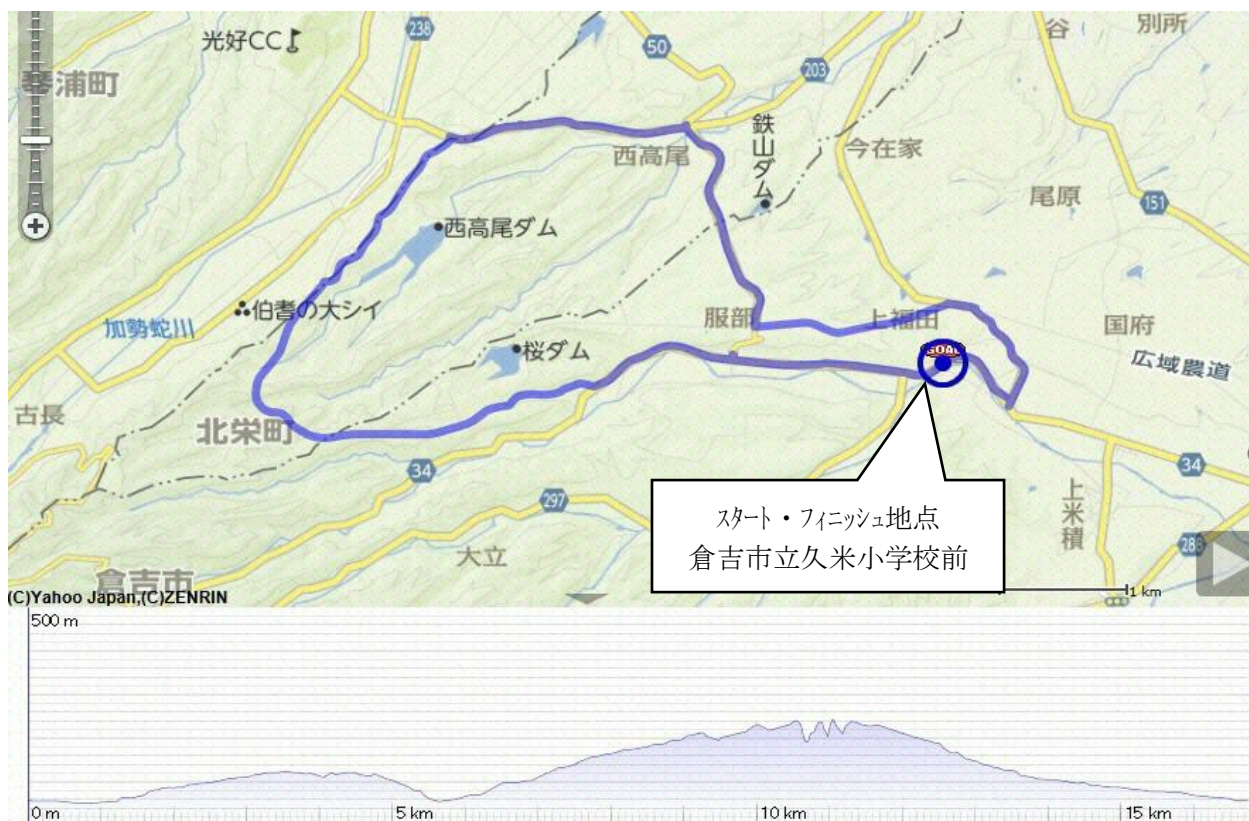 光好CC
238
50
203
谷
別所
琴浦町
鉄山ダム
西高尾
今在家
尾原
151
西高尾ダム
伯耆の大シイ
加勢蛇川
服部
上福田
国府
GOAL
桜ダム
広域農道
古長
北栄町
34
34
297
スタート・フィニッシュ地点
倉吉市立久米小学校前
上米積
大立
288
倉吉市
(C)Yahoo Japan,(C)ZENRIN
1 km
500 m
0 m
5 km
10 km
15 km